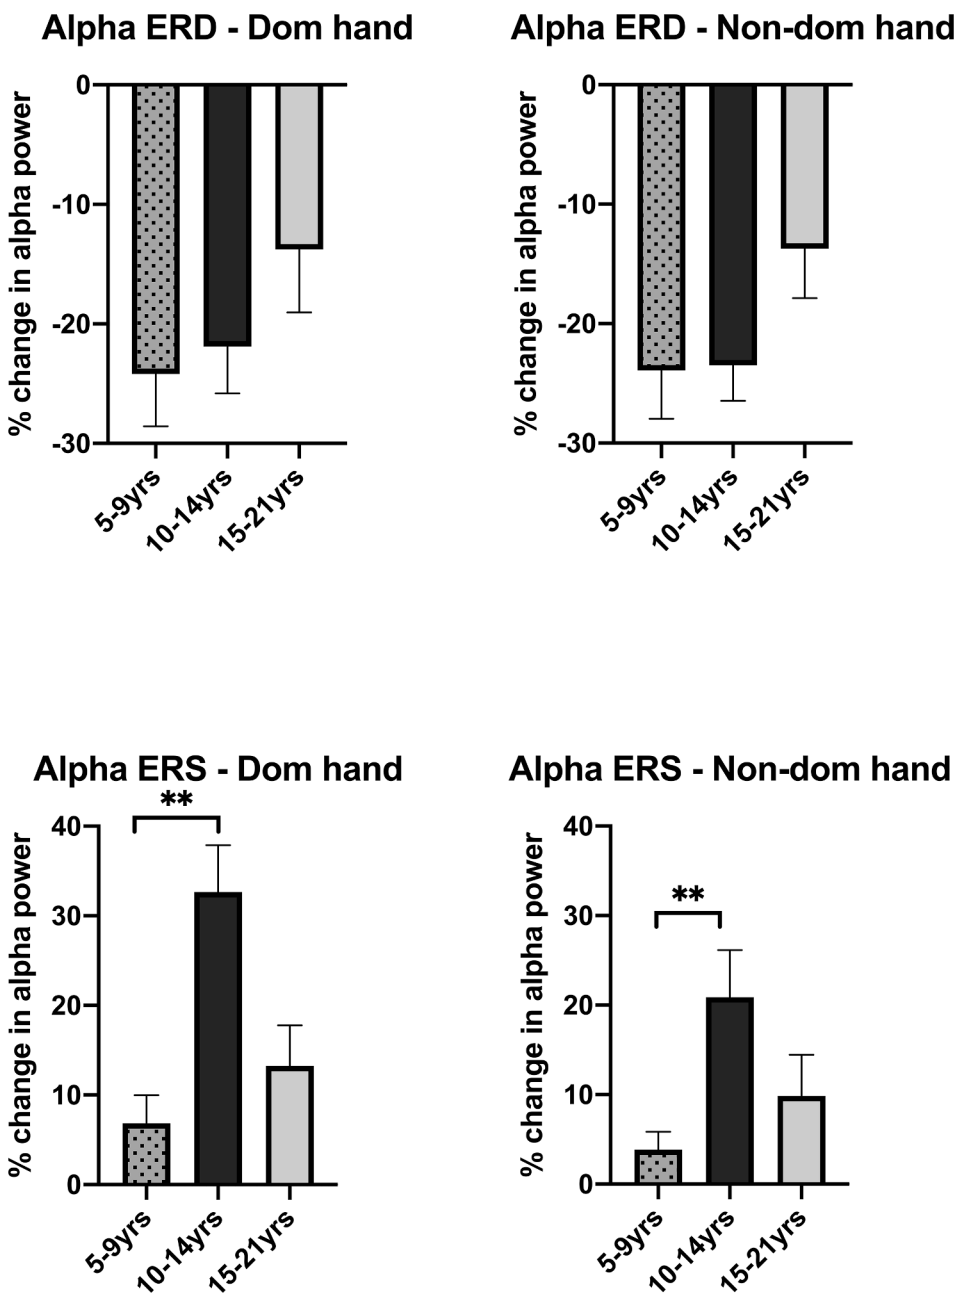 Alpha ERD - Dom hand
% change in alpha power
0
-10
-20
-30
5-9yrs
10-14yrs
15-21yrs
Alpha ERD - Non-dom hand
% change in alpha power
0
-10
-20
-30
5-9yrs
10-14yrs
15-21yrs
Alpha ERS - Dom hand
**
% change in alpha power
40
30
20
10
0
5-9yrs
10-14yrs
15-21yrs
Alpha ERS - Non-dom hand
**
% change in alpha power
40
30
20
10
0
5-9yrs
10-14yrs
15-21yrs